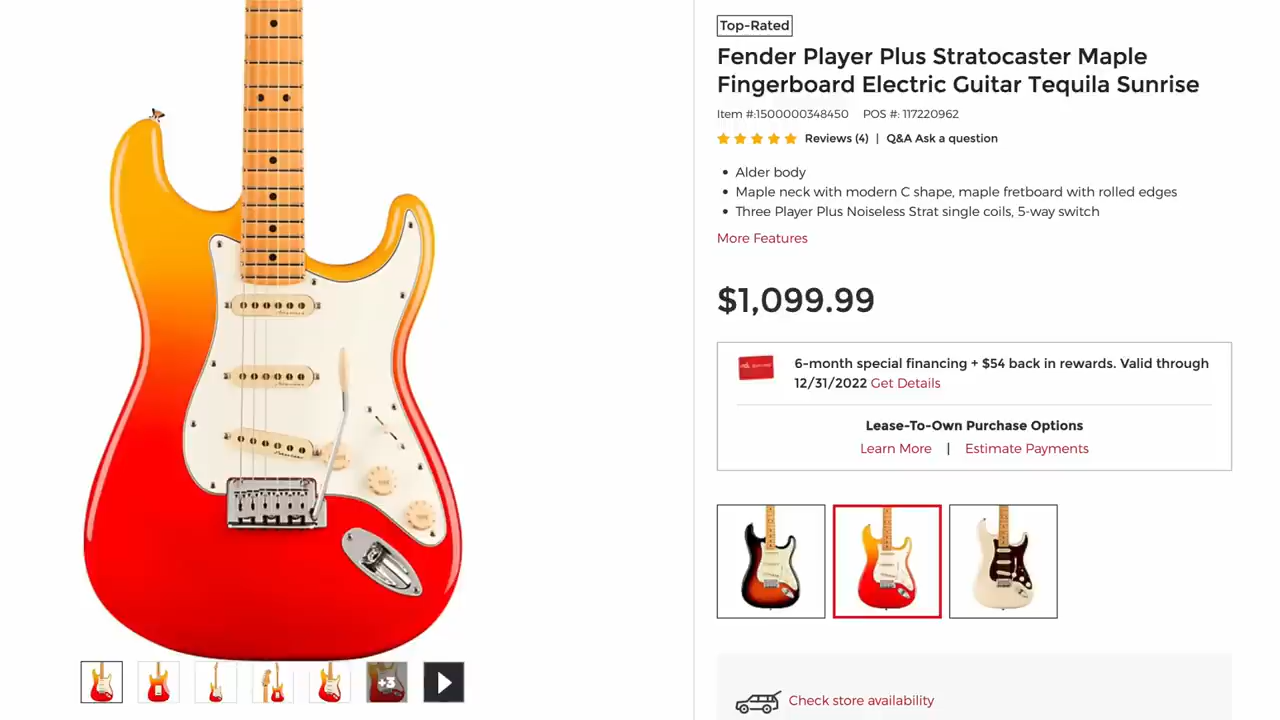 Top-Rated
Fender Player Plus Stratocaster Maple
Fingerboard Electric Guitar Tequila Sunrise
Item #:1500000348450 POS #: 117220962
Reviews (4) | Q&A Ask a question
• Alder body
• Maple neck with modern C shape, maple fretboard with rolled edges
• Three Player Plus Noiseless Strat single coils, 5-way switch
More Features
$1,099.99
6-month special financing + $54 back in rewards. Valid through
12/31/2022 Get Details
Lease-To-Own Purchase Options
Learn More | Estimate Payments
+3
Check store availability